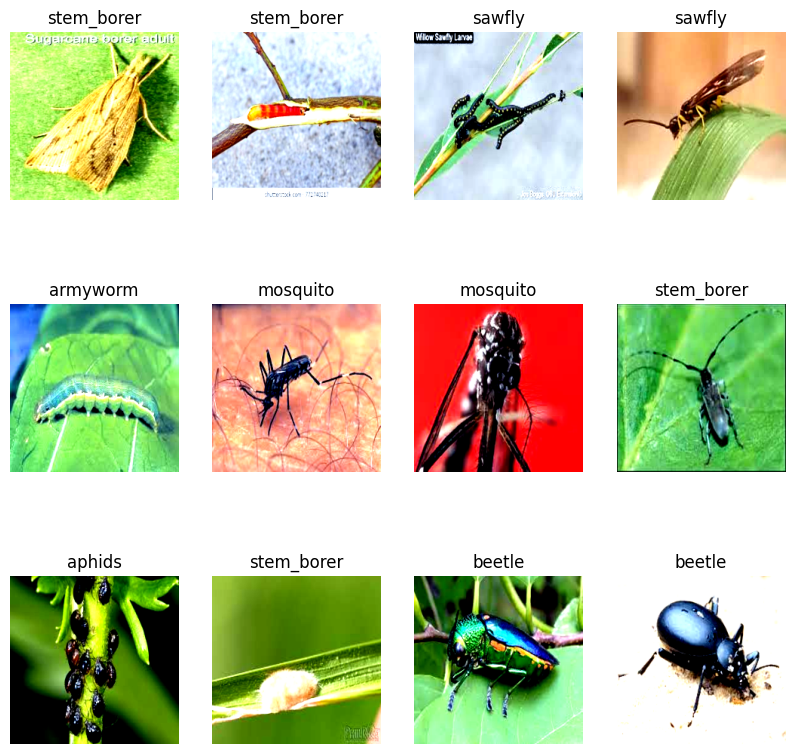 stem_borer
stem_borer
sawfly
sawfly
Sugarcane borer adult
Willow Sawfly Larvae
armyworm
mosquito
mosquito
stem_borer
aphids
stem_borer
beetle
beetle